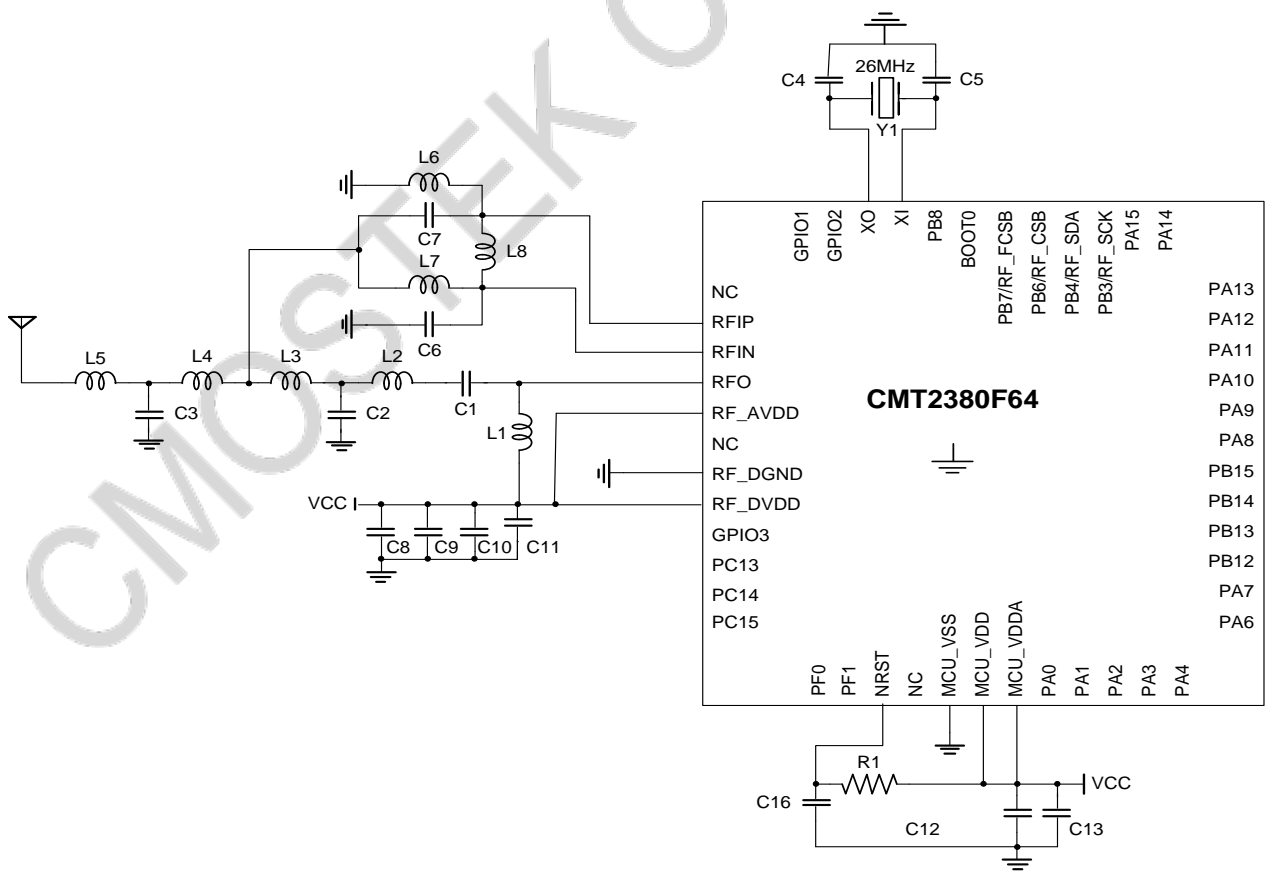 CMOSTEK
26MHz
C4
C5
Y1
L6
C7
L8
L7
C6
L5
L4
L3
L2
C3
C2
C1
L1
VCC
C8
C9
C10
C11
GPIO1
GPIO2
XO
XI
PB8
BOOT0
PB7/RF_FCSB
PB6/RF_CSB
PB4/RF_SDA
PB3/RF_SCK
PA15
PA14
NC
RFIP
RFIN
RFO
RF_AVDD
NC
RF_DGND
RF_DVDD
GPIO3
PC13
PC14
PC15
CMT2380F64
PA13
PA12
PA11
PA10
PA9
PA8
PB15
PB14
PB13
PB12
PA7
PA6
PF0
PF1
NRST
NC
MCU_VSS
MCU_VDD
MCU_VDDA
PA0
PA1
PA2
PA3
PA4
R1
VCC
C16
C12
C13